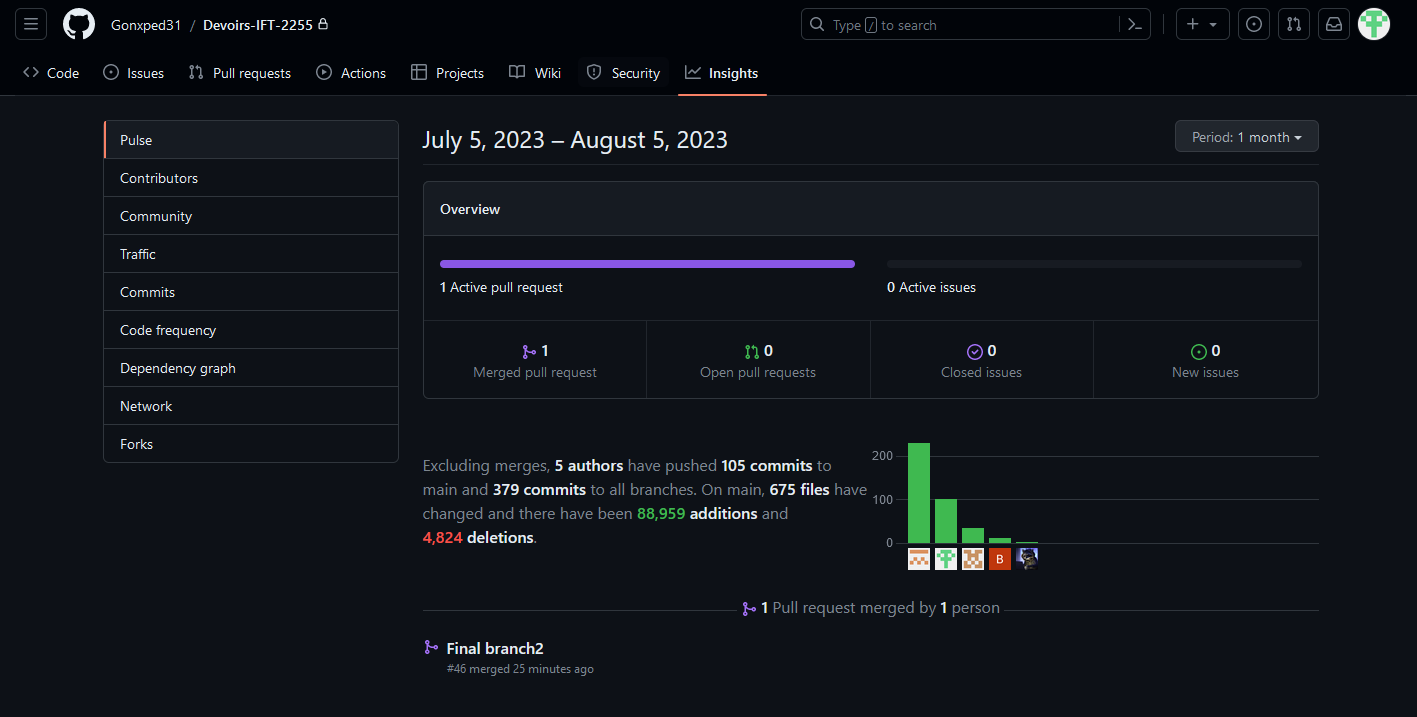 Gonxped31 / Devoirs-IFT-2255
Type / to search
Code
Issues
Pull requests
Actions
Projects
Wiki
Security
Insights
Pulse
Contributors
Community
Traffic
Commits
Code frequency
Dependency graph
Network
Forks
July 5, 2023 – August 5, 2023
Period: 1 month
Overview
1 Active pull request
0 Active issues
1
Merged pull request
0
Open pull requests
0
Closed issues
0
New issues
Excluding merges, 5 authors have pushed 105 commits to
main and 379 commits to all branches. On main, 675 files have
changed and there have been 88,959 additions and
4,824 deletions.
200
100
0
B
1 Pull request merged by 1 person
Final branch2
#46 merged 25 minutes ago